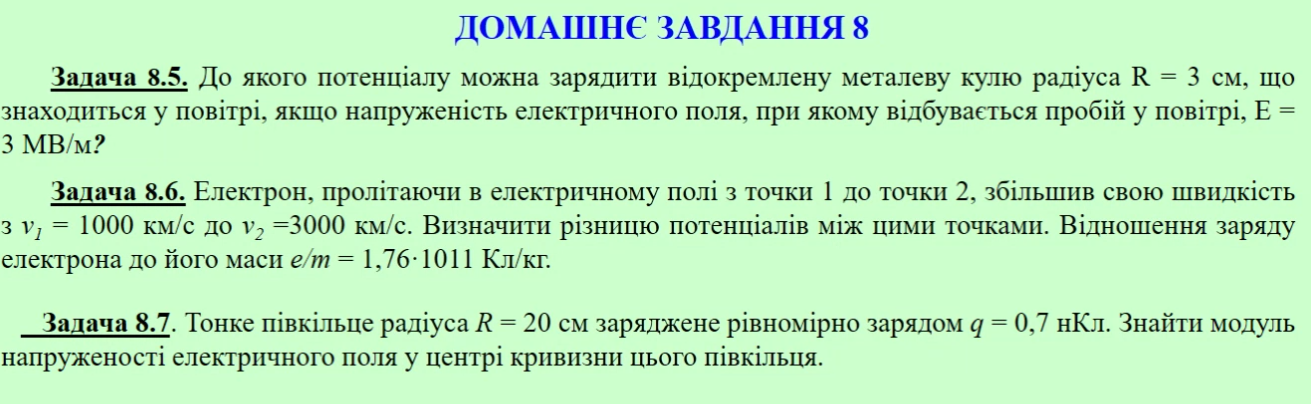 ДОМАШНЄ ЗАВДАННЯ 8
Задача 8.5. До якого потенціалу можна зарядити відокремлену металеву кулю радіуса R = 3 см, що
знаходиться у повітрі, якщо напруженість електричного поля, при якому відбувається пробій у повітрі, E =
3 МВ/м?
Задача 8.6. Електрон, пролітаючи в електричному полі з точки 1 до точки 2, збільшив свою швидкість
з v₁ = 1000 км/с до v₂ =3000 км/с. Визначити різницю потенціалів між цими точками. Відношення заряду
електрона до його маси e/m = 1,76·1011 Кл/кг.
Задача 8.7. Тонке півкільце радіуса R = 20 см заряджене рівномірно зарядом q = 0,7 нКл. Знайти модуль
напруженості електричного поля у центрі кривизни цього півкільця.